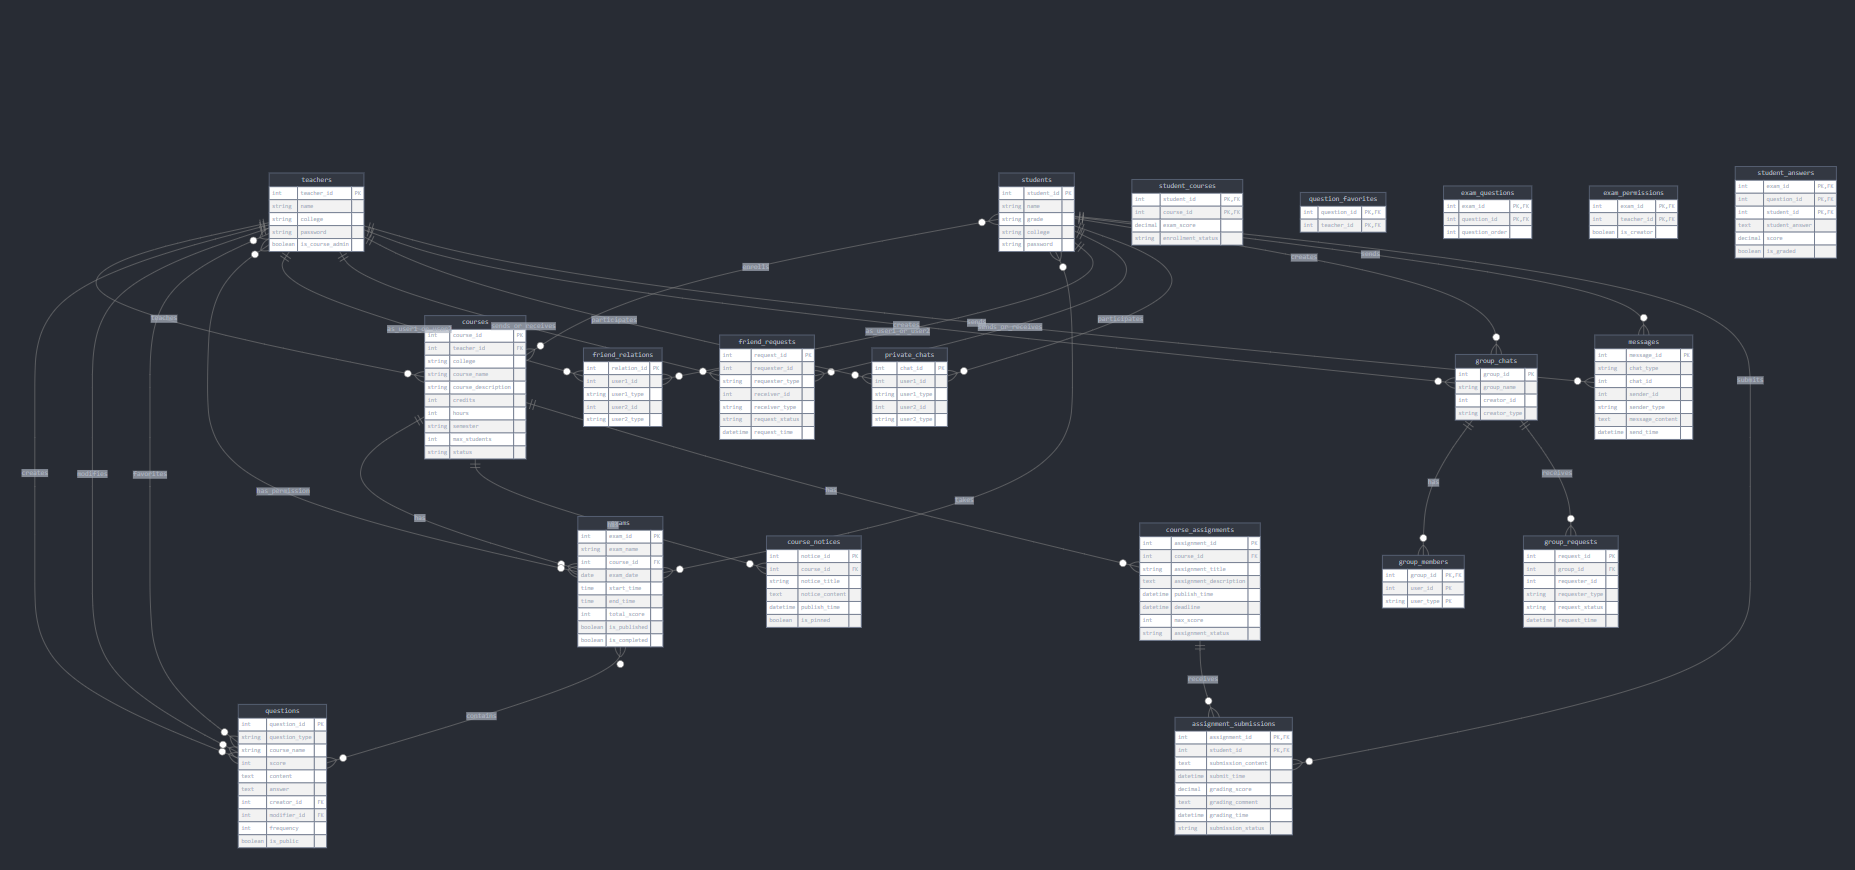 teachers
int teacher_id PK
string name
string college
string password
boolean is_course_admin
students
int student_id PK
string name
string grade
string college
string password
student_courses
int student_id PK,FK
int course_id PK,FK
decimal exam_score
string enrollment_status
question_favorites
int question_id PK,FK
int teacher_id PK,FK
exam_questions
int exam_id PK,FK
int question_id PK,FK
int question_order
exam_permissions
int exam_id PK,FK
int teacher_id PK,FK
boolean is_creator
student_answers
int exam_id PK,FK
int question_id PK,FK
int student_id PK,FK
text student_answer
decimal score
boolean is_graded
creates
sends
enrolls
teaches
sends_or_receives
participates
creates
as_user1_or_user2
sends
sends_or_receives
participates
courses
int course_id PK
int teacher_id FK
string college
string course_name
string course_description
int credits
int hours
string semester
int max_students
string status
friend_relations
int relation_id PK
int user1_id
string user1_type
int user2_id
string user2_type
friend_requests
int request_id PK
int requester_id
string requester_type
int receiver_id
string receiver_type
string request_status
datetime request_time
private_chats
int chat_id PK
int user1_id
string user1_type
int user2_id
string user2_type
group_chats
int group_id PK
string group_name
int creator_id
string creator_type
messages
int message_id PK
string chat_type
int chat_id
int sender_id
string sender_type
text message_content
datetime send_time
submits
creates
modifies
favorites
has_permission
has
has
takes
has
receives
int exam_id PK
string exam_name
int course_id FK
date exam_date
time start_time
time end_time
int total_score
boolean is_published
boolean is_completed
course_notices
int notice_id PK
int course_id FK
string notice_title
text notice_content
datetime publish_time
boolean is_pinned
course_assignments
int assignment_id PK
int course_id FK
string assignment_title
text assignment_description
datetime publish_time
datetime deadline
int max_score
string assignment_status
group_members
int group_id PK,FK
int user_id PK
string user_type PK
group_requests
int request_id PK
int group_id FK
int requester_id
string requester_type
string request_status
datetime request_time
receives
contains
questions
int question_id PK
string question_type
string course_name
int score
text content
text answer
int creator_id FK
int modifier_id FK
int frequency
boolean is_public
assignment_submissions
int assignment_id PK,FK
int student_id PK,FK
text submission_content
datetime submit_time
decimal grading_score
text grading_comment
datetime grading_time
string submission_status